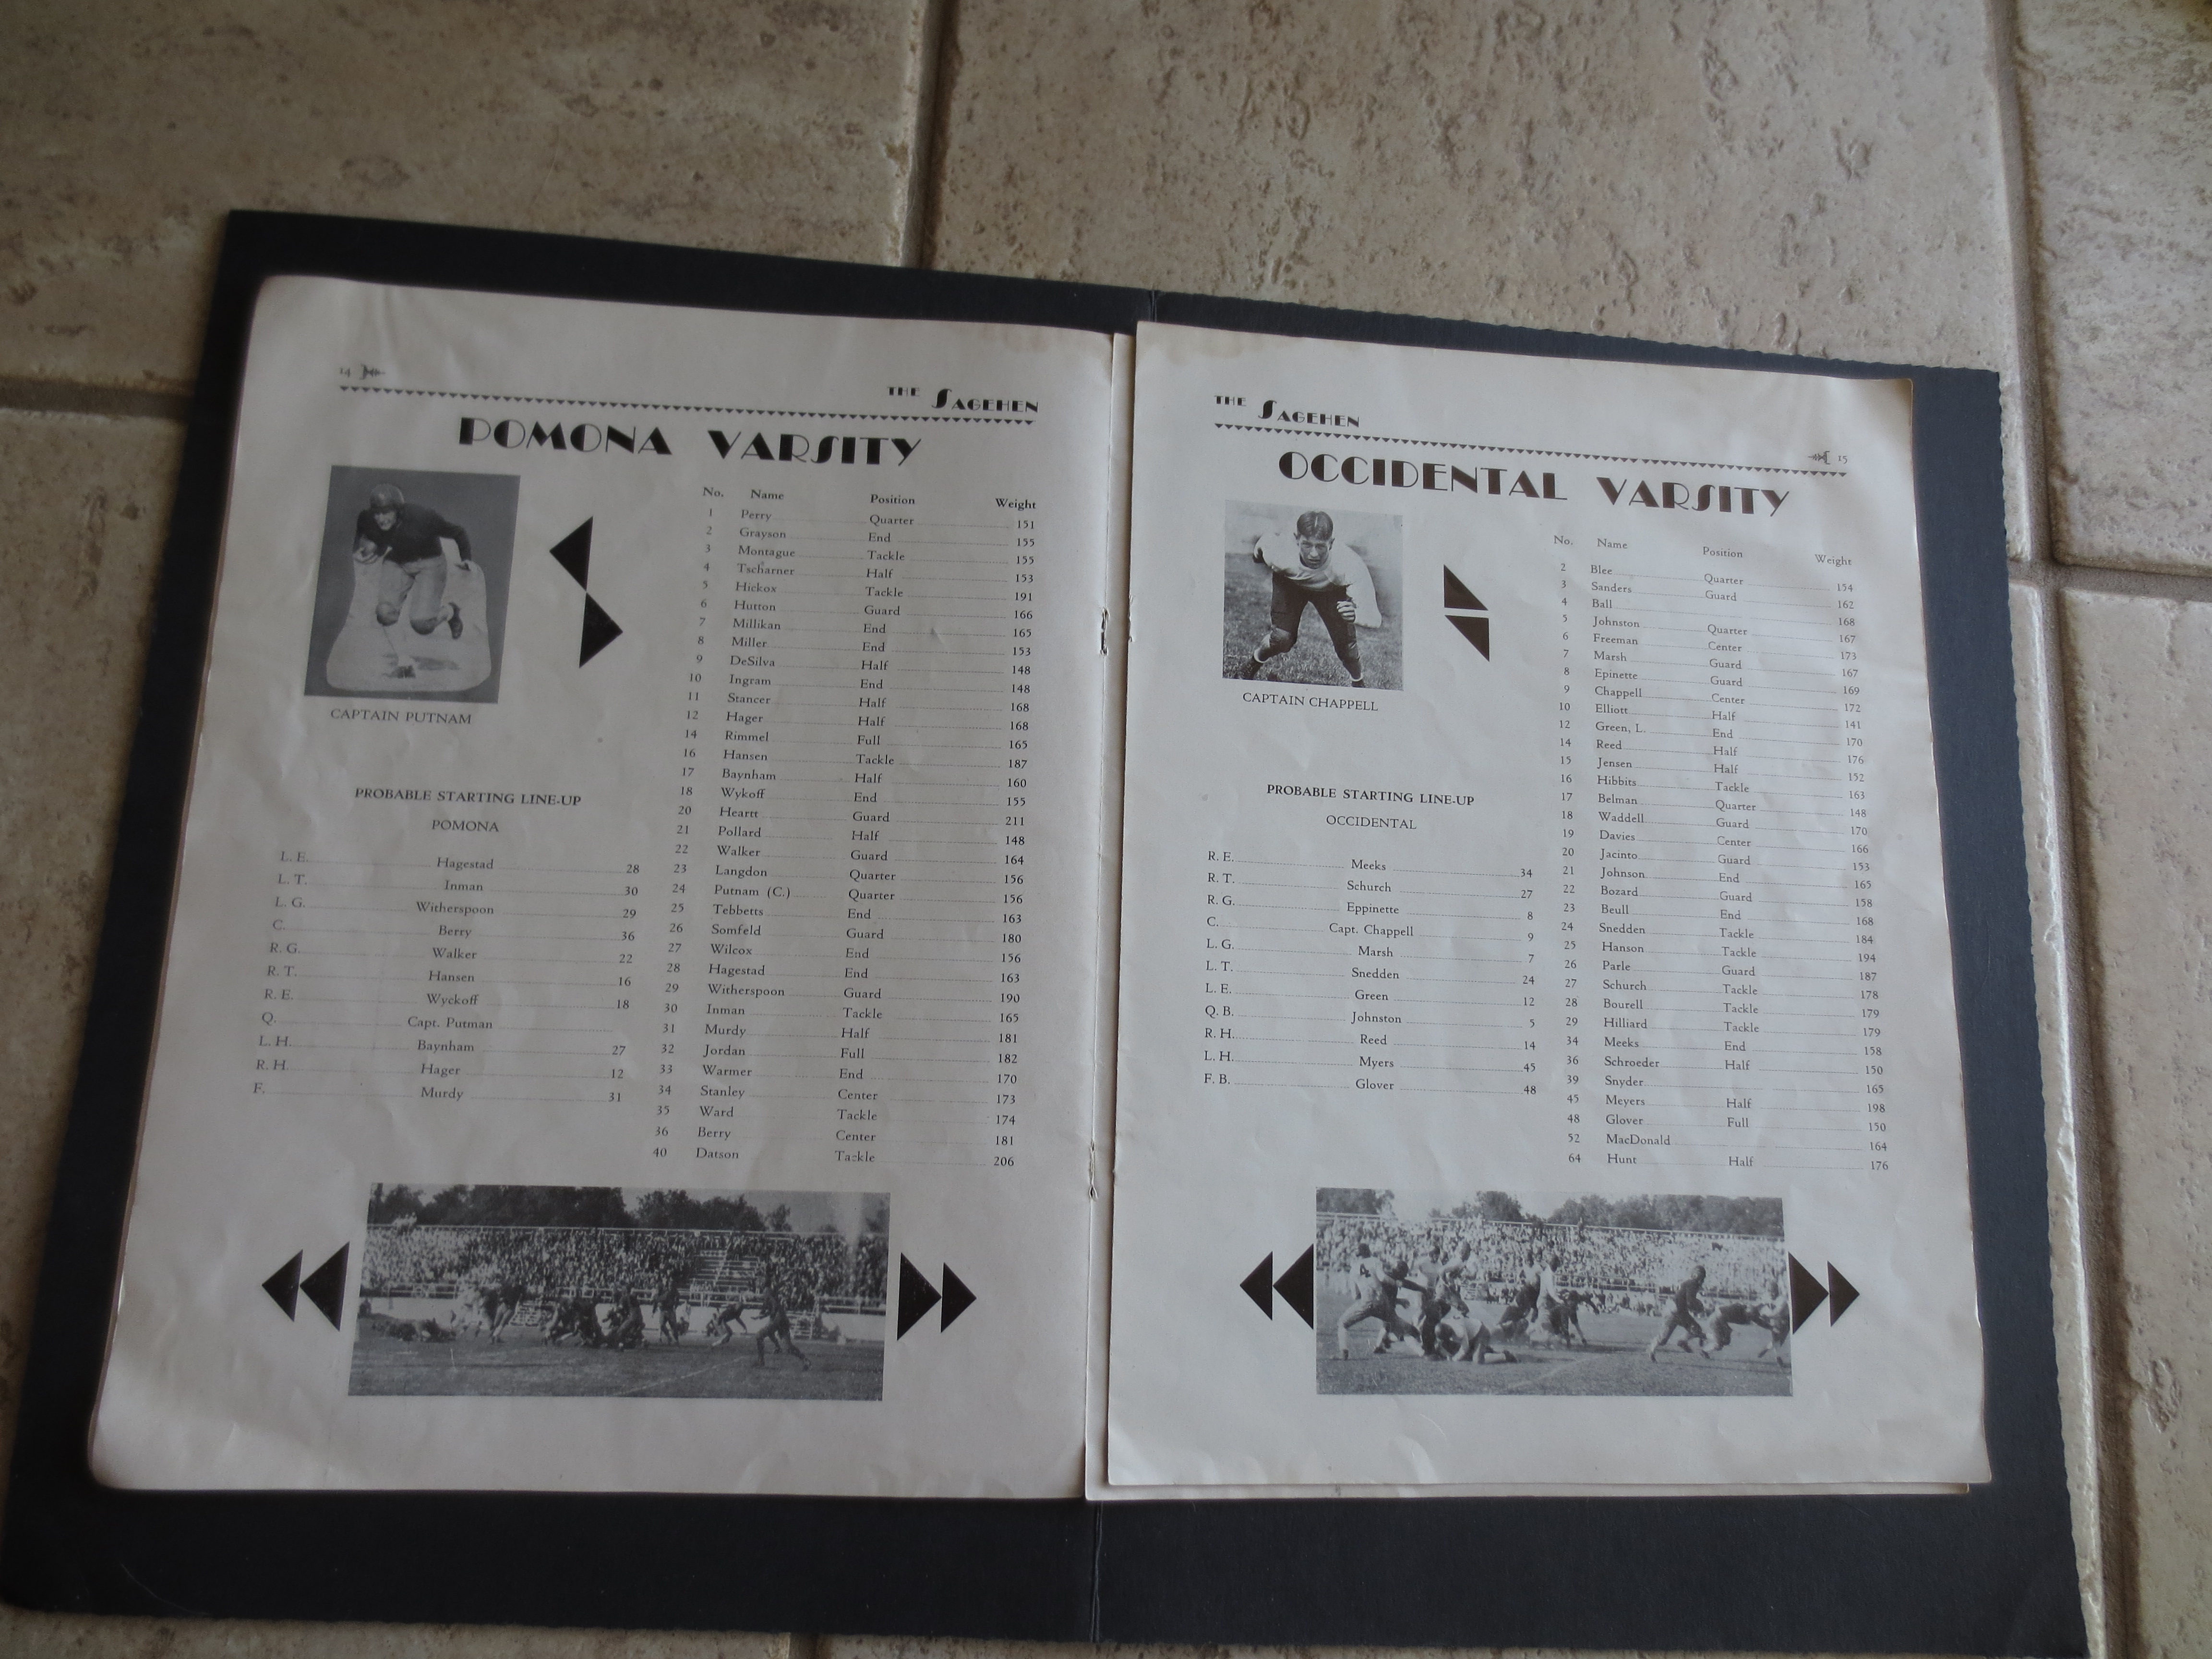 14
THE SAGEHEN
POMONA VARSITY
CAPTAIN PUTNAM
PROBABLE STARTING LINE-UP
POMONA
L. E. Hagestad 28
L. T. Inman 30
L. G. Witherspoon 29
C. Berry 36
R. G. Walker 22
R. T. Hansen 16
R. E. Wyckoff 18
Q. Capt. Putman
L. H. Baynham 27
R. H. Hager 12
F. Murdy 31
No. Name Position Weight
1 Perry Quarter 151
2 Grayson End 155
3 Montague Tackle 155
4 Tscharner Half 153
5 Hickox Tackle 191
6 Hutton Guard 166
7 Millikan End 165
8 Miller End 153
9 DeSilva Half 148
10 Ingram End 148
11 Stancer Half 168
12 Hager Half 168
14 Rimmel Full 165
16 Hansen Tackle 187
17 Baynham Half 160
18 Wykoff End 155
20 Heartt Guard 211
21 Pollard Half 148
22 Walker Guard 164
23 Langdon Quarter 156
24 Putnam (C.) Quarter 156
25 Tebbetts End 163
26 Somfeld Guard 180
27 Wilcox End 156
28 Hagestad End 163
29 Witherspoon Guard 190
30 Inman Tackle 165
31 Murdy Half 181
32 Jordan Full 182
33 Warmer End 170
34 Stanley Center 173
35 Ward Tackle 174
36 Berry Center 181
40 Datson Tackle 206
THE SAGEHEN
15
OCCIDENTAL VARSITY
CAPTAIN CHAPPELL
PROBABLE STARTING LINE-UP
OCCIDENTAL
R. E. Meeks 34
R. T. Schurch 27
R. G. Eppinette 8
C. Capt. Chappell 9
L. G. Marsh 7
L. T. Snedden 24
L. E. Green 12
Q. B. Johnston 5
R. H. Reed 14
L. H. Myers 45
F. B. Glover 48
No. Name Position Weight
2 Blee Quarter 154
3 Sanders Guard 162
4 Ball 168
5 Johnston Quarter 167
6 Freeman Center 173
7 Marsh Guard 167
8 Epinette Guard 169
9 Chappell Center 172
10 Elliott Half 141
12 Green, L. End 170
14 Reed Half 176
15 Jensen Half 152
16 Hibbits Tackle 163
17 Belman Quarter 148
18 Waddell Guard 170
19 Davies Center 166
20 Jacinto Guard 153
21 Johnson End 165
22 Bozard Guard 158
23 Beull End 168
24 Snedden Tackle 184
25 Hanson Tackle 194
26 Parle Guard 187
27 Schurch Tackle 178
28 Bourell Tackle 179
29 Hilliard Tackle 179
34 Meeks End 158
36 Schroeder Half 150
39 Snyder 165
45 Meyers Half 198
48 Glover Full 150
52 MacDonald 164
64 Hunt Half 176